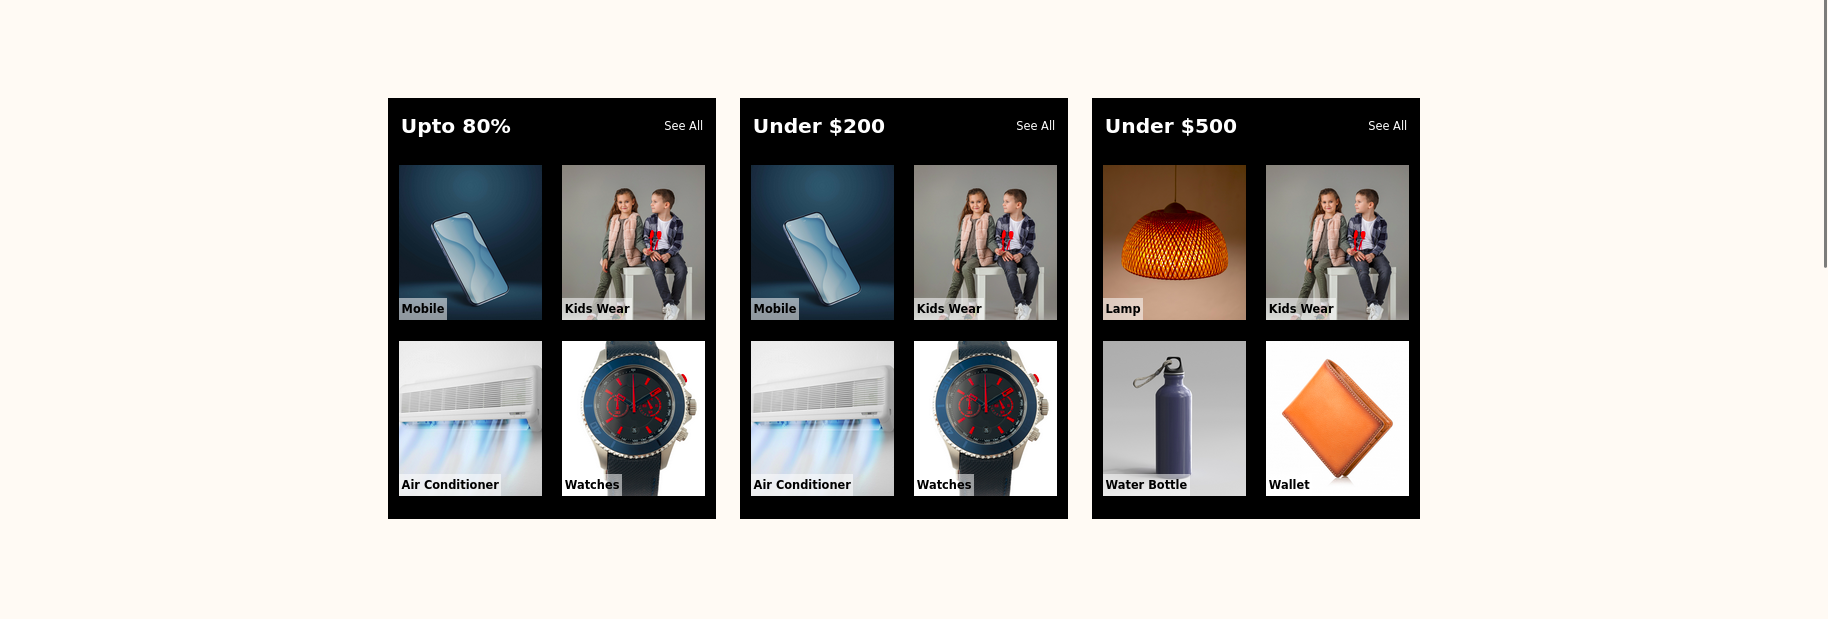 Upto 80%
See All
Mobile
Kids Wear
Air Conditioner
Watches
Under $200
See All
Mobile
Kids Wear
Air Conditioner
Watches
Under $500
See All
Lamp
Kids Wear
Water Bottle
Wallet